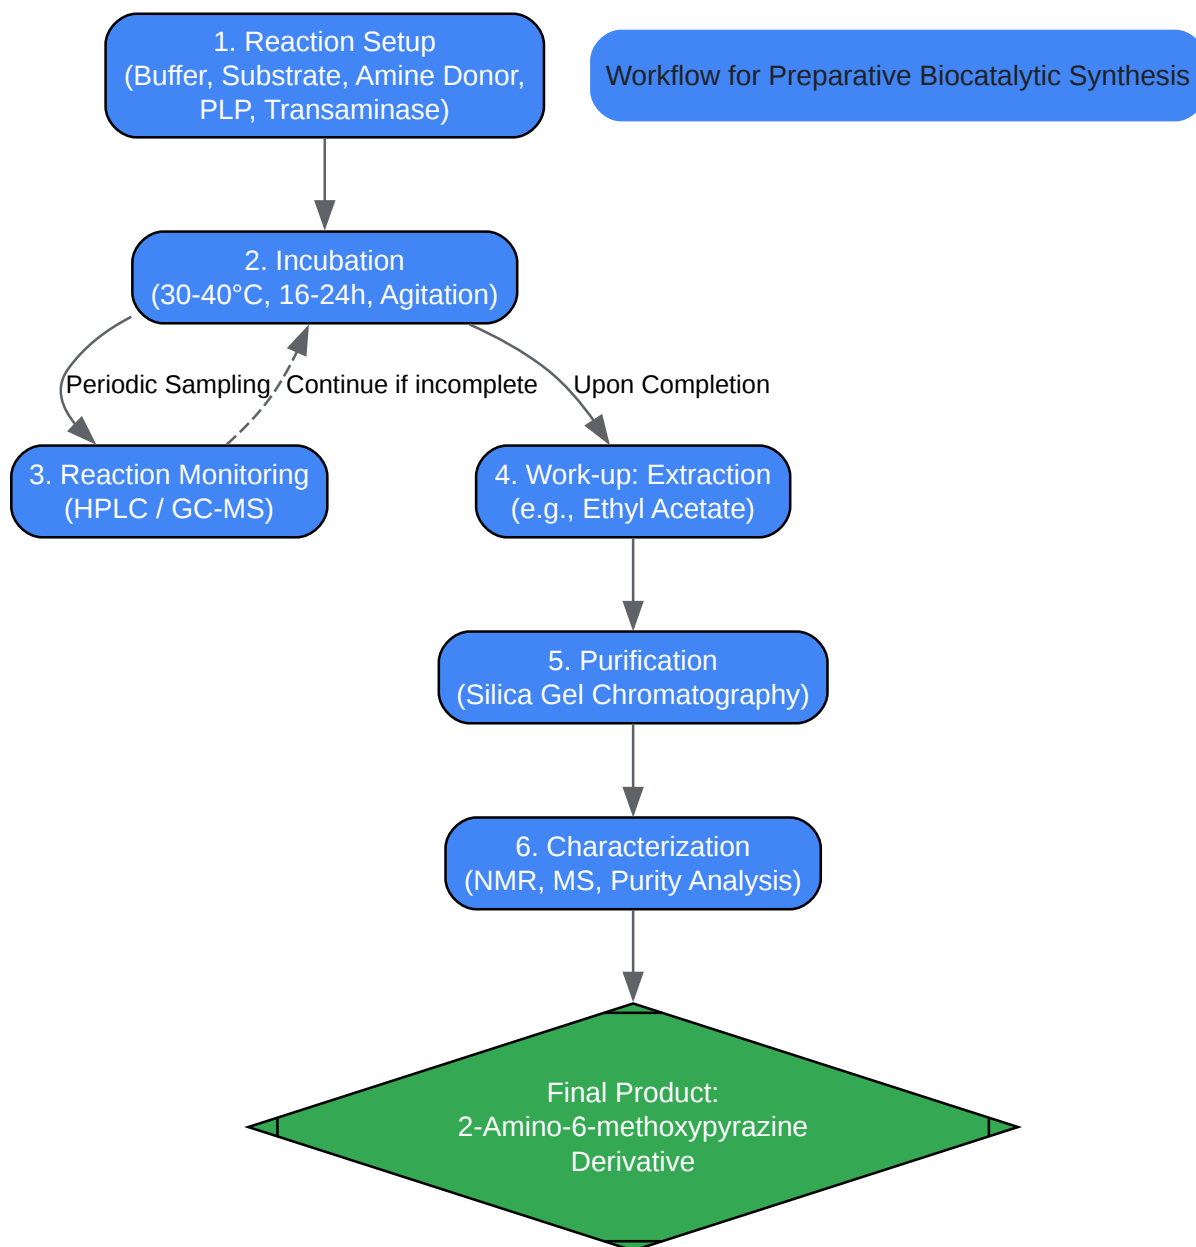 1. Reaction Setup
(Buffer, Substrate, Amine Donor,
PLP, Transaminase)
Workflow for Preparative Biocatalytic Synthesis
2. Incubation
(30-40°C, 16-24h, Agitation)
Periodic Sampling
Continue if incomplete
Upon Completion
3. Reaction Monitoring
(HPLC / GC-MS)
4. Work-up: Extraction
(e.g., Ethyl Acetate)
5. Purification
(Silica Gel Chromatography)
6. Characterization
(NMR, MS, Purity Analysis)
Final Product:
2-Amino-6-methoxypyrazine
Derivative